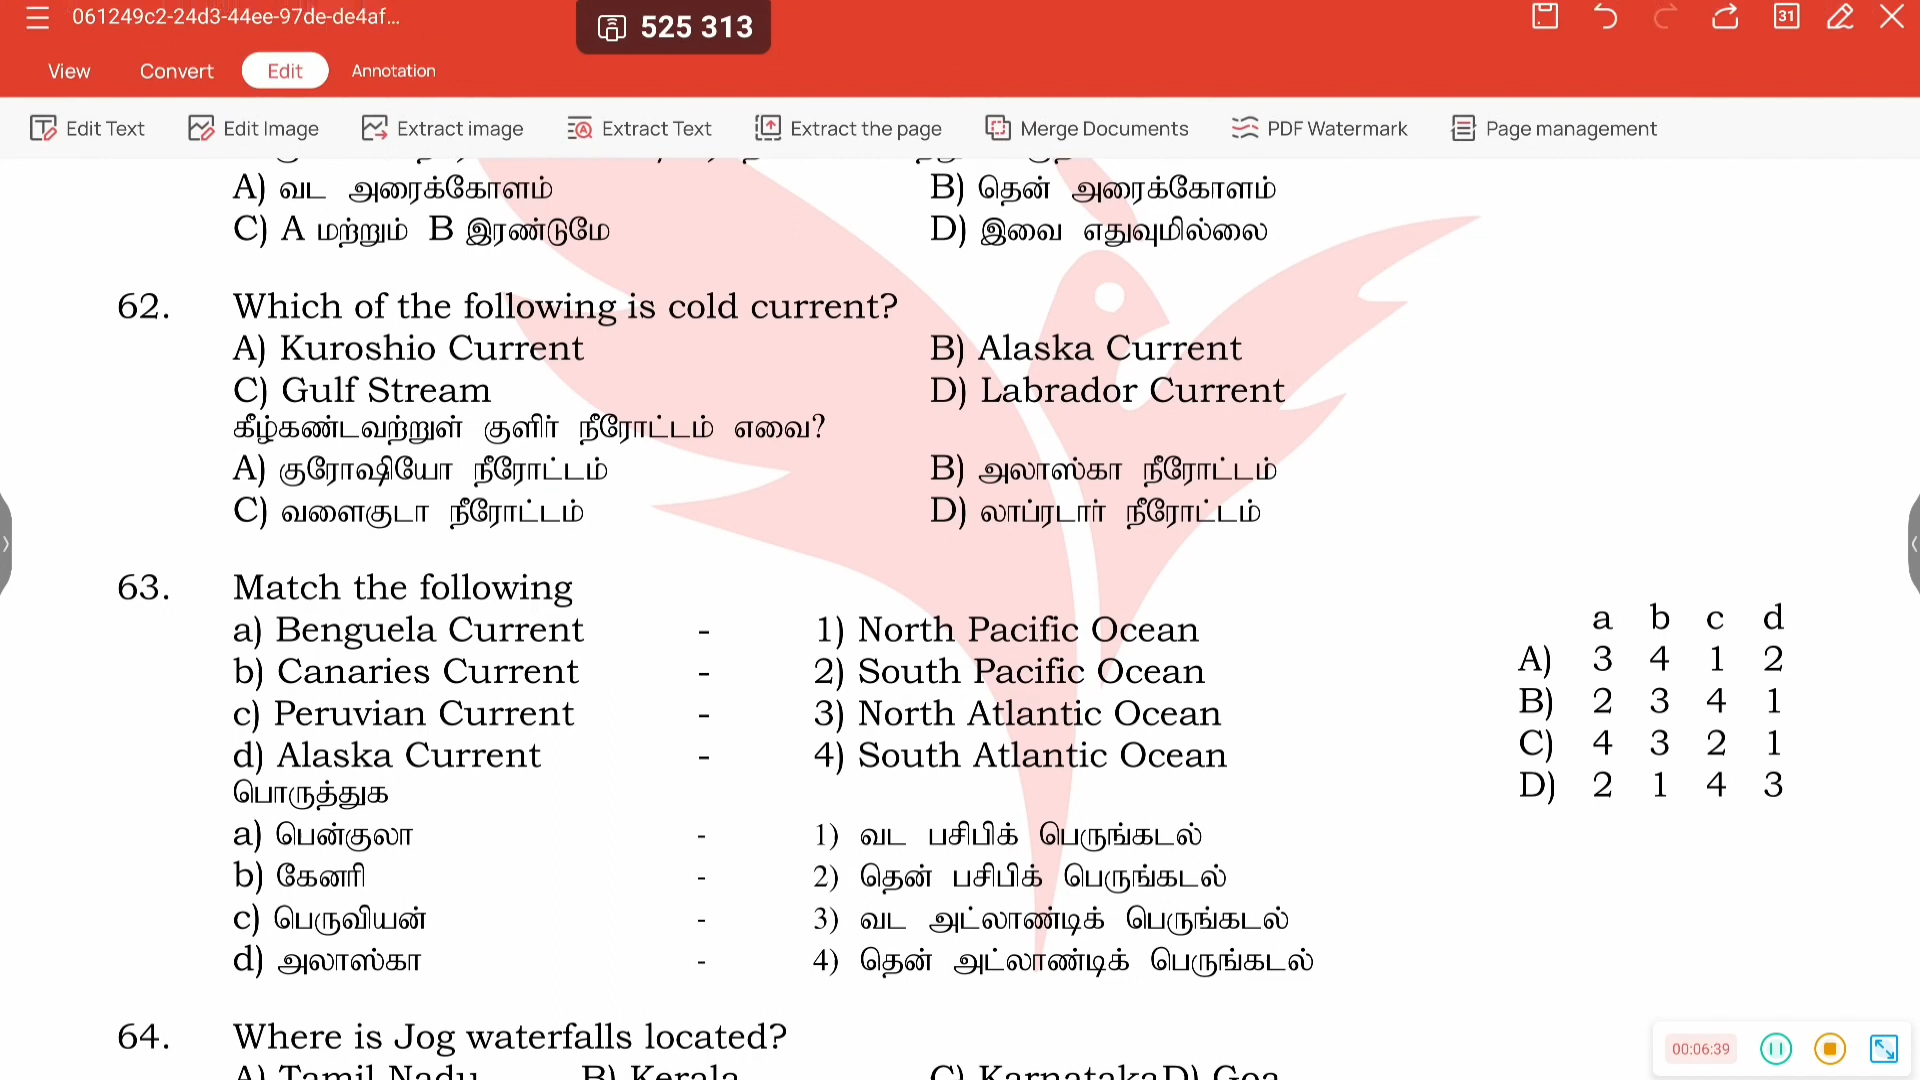 061249c2-24d3-44ee-97de-de4af...
525 313
31
View Convert Edit Annotation
Edit Text Edit Image Extract image Extract Text Extract the page Merge Documents PDF Watermark Page management
A) வட அரைக்கோளம் B) தென் அரைக்கோளம்
C) A மற்றும் B இரண்டுமே D) இவை எதுவுமில்லை
62. Which of the following is cold current?
A) Kuroshio Current B) Alaska Current
C) Gulf Stream D) Labrador Current
கீழ்கண்டவற்றுள் குளிர் நீரோட்டம் எவை?
A) குரோஷியோ நீரோட்டம் B) அலாஸ்கா நீரோட்டம்
C) வளைகுடா நீரோட்டம் D) லாப்ரடார் நீரோட்டம்
63. Match the following
a b c d
a) Benguela Current - 1) North Pacific Ocean
A) 3 4 1 2
b) Canaries Current - 2) South Pacific Ocean
B) 2 3 4 1
c) Peruvian Current - 3) North Atlantic Ocean
C) 4 3 2 1
d) Alaska Current - 4) South Atlantic Ocean
D) 2 1 4 3
பொருத்துக
a) பென்குலா - 1) வட பசிபிக் பெருங்கடல்
b) கேனரி - 2) தென் பசிபிக் பெருங்கடல்
c) பெருவியன் - 3) வட அட்லாண்டிக் பெருங்கடல்
d) அலாஸ்கா - 4) தென் அட்லாண்டிக் பெருங்கடல்
64. Where is Jog waterfalls located?
A) Tamil Nadu B) Kerala C) Karnataka D) Goa
00:06:39